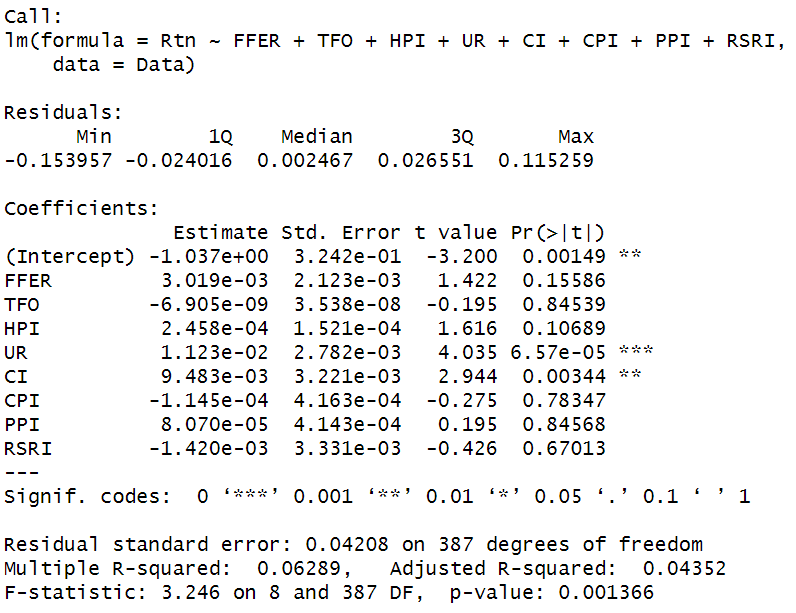 Call:
lm(formula = Rtn ~ FFER + TFO + HPI + UR + CI + CPI + PPI + RSRI,
    data = Data)

Residuals:
      Min        1Q    Median        3Q       Max
-0.153957 -0.024016  0.002467  0.026551  0.115259

Coefficients:
              Estimate Std. Error t value Pr(>|t|)
(Intercept) -1.037e+00  3.242e-01  -3.200  0.00149 **
FFER         3.019e-03  2.123e-03   1.422  0.15586
TFO         -6.905e-09  3.538e-08  -0.195  0.84539
HPI          2.458e-04  1.521e-04   1.616  0.10689
UR           1.123e-02  2.782e-03   4.035 6.57e-05 ***
CI           9.483e-03  3.221e-03   2.944  0.00344 **
CPI         -1.145e-04  4.163e-04  -0.275  0.78347
PPI          8.070e-05  4.143e-04   0.195  0.84568
RSRI        -1.420e-03  3.331e-03  -0.426  0.67013
---
Signif. codes:  0 ‘***’ 0.001 ‘**’ 0.01 ‘*’ 0.05 ‘.’ 0.1 ‘ ’ 1

Residual standard error: 0.04208 on 387 degrees of freedom
Multiple R-squared:  0.06289,   Adjusted R-squared:  0.04352
F-statistic: 3.246 on 8 and 387 DF,  p-value: 0.001366